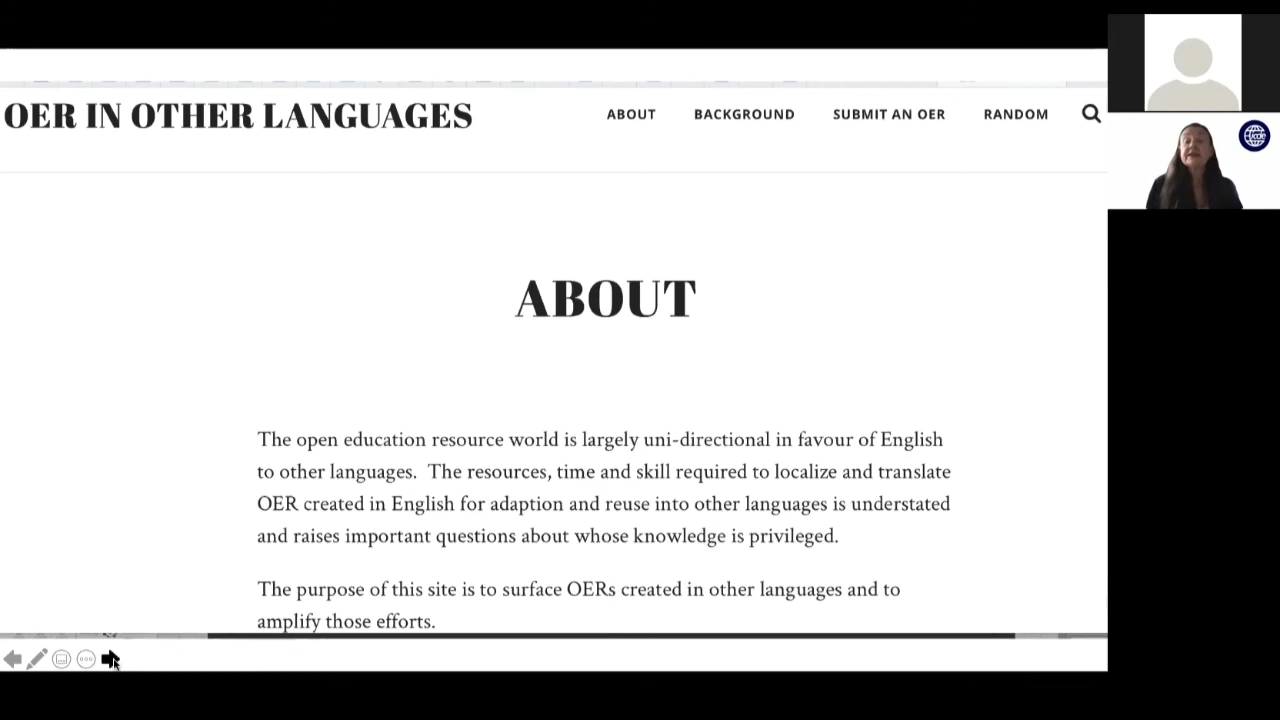 OER IN OTHER LANGUAGES
ABOUT
BACKGROUND
SUBMIT AN OER
RANDOM
icde
ABOUT
The open education resource world is largely uni-directional in favour of English
to other languages.  The resources, time and skill required to localize and translate
OER created in English for adaption and reuse into other languages is understated
and raises important questions about whose knowledge is privileged.
The purpose of this site is to surface OERs created in other languages and to
amplify those efforts.